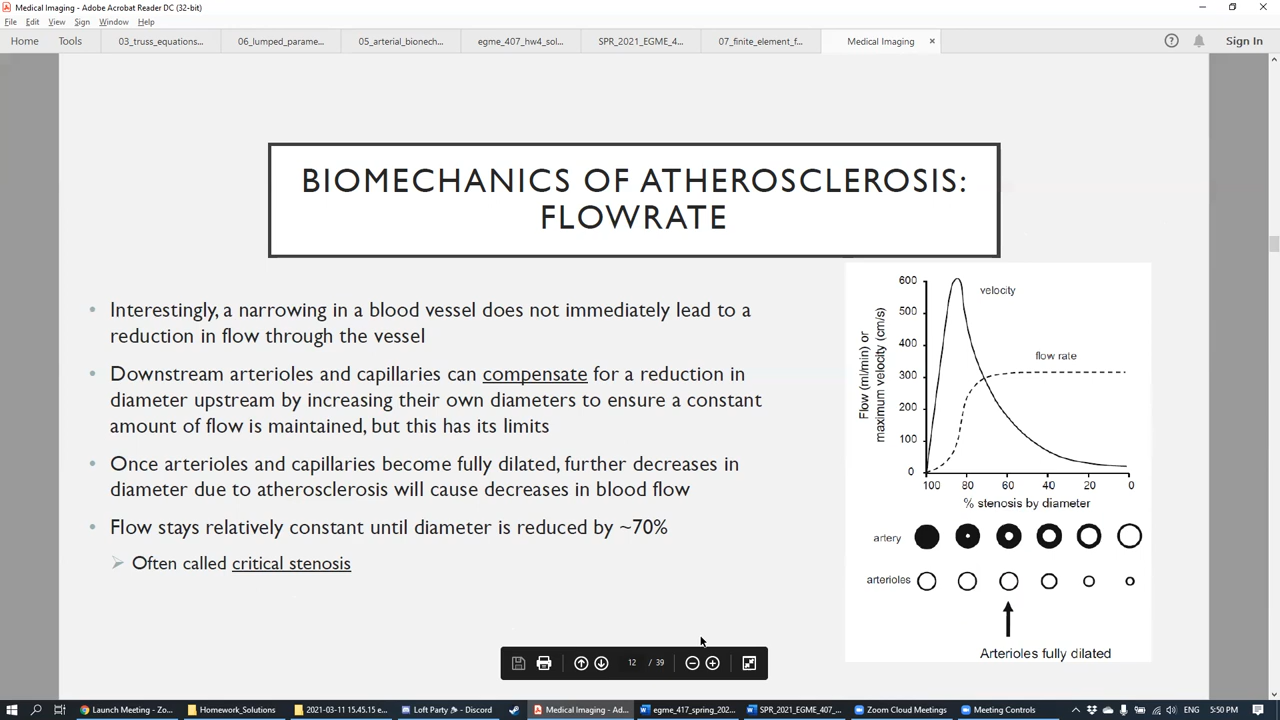 Medical Imaging - Adobe Acrobat Reader DC (32-bit)
File Edit View Sign Window Help
Home Tools 03_truss_equations... 06_lumped_parame... 05_arterial_bionech... egme_407_hw4_sol... SPR_2021_EGME_4... 07_finite_element_f... Medical Imaging × Sign In
BIOMECHANICS OF ATHEROSCLEROSIS:
FLOWRATE
• Interestingly, a narrowing in a blood vessel does not immediately lead to a
reduction in flow through the vessel
• Downstream arterioles and capillaries can compensate for a reduction in
diameter upstream by increasing their own diameters to ensure a constant
amount of flow is maintained, but this has its limits
• Once arterioles and capillaries become fully dilated, further decreases in
diameter due to atherosclerosis will cause decreases in blood flow
• Flow stays relatively constant until diameter is reduced by ~70%
Often called critical stenosis
Flow (ml/min) or
maximum velocity (cm/s)
600
500
400
300
200
100
0
velocity
flow rate
100 80 60 40 20 0
% stenosis by diameter
artery
arterioles
Arterioles fully dilated
12 / 39
Launch Meeting - Zo... Homework_Solutions 2021-03-11 15.45.15 e... Loft Party - Discord Medical Imaging - Ad... egme_417_spring_202... SPR_2021_EGME_407_... Zoom Cloud Meetings Meeting Controls ENG 5:50 PM